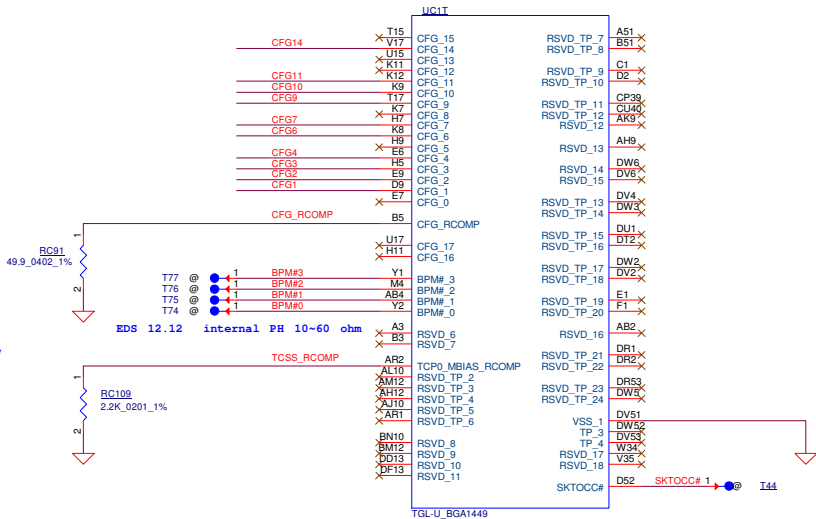 UC1T
T15 CFG_15 RSVD_TP_7 A51
CFG14 V17 CFG_14 RSVD_TP_8 B51
U15 CFG_13
K11 CFG_12 RSVD_TP_9 C1
CFG11 K12 CFG_11 RSVD_TP_10 D2
CFG10 K9 CFG_10
CFG9 T17 CFG_9 RSVD_TP_11 CP39
K7 CFG_8 RSVD_TP_12 CU40
CFG7 H7 CFG_7 RSVD_12 AK9
CFG6 K8 CFG_6
H9 CFG_5 RSVD_13 AH9
CFG4 E6 CFG_4
CFG3 H5 CFG_3 RSVD_14 DW6
CFG2 E9 CFG_2 RSVD_15 DV6
CFG1 D9 CFG_1
E7 CFG_0 RSVD_TP_13 DV4
RSVD_TP_14 DW3
CFG_RCOMP B5 CFG_RCOMP
RSVD_TP_15 DU1
U17 CFG_17 RSVD_TP_16 DT2
H11 CFG_16
RSVD_TP_17 DW2
RSVD_TP_18 DV2
1
RC91
49.9_0402_1%
2
T77 @ 1 BPM#3 Y1 BPM#_3
T76 @ 1 BPM#2 M4 BPM#_2
T75 @ 1 BPM#1 AB4 BPM#_1 RSVD_TP_19 E1
T74 @ 1 BPM#0 Y2 BPM#_0 RSVD_TP_20 F1
EDS 12.12 internal PH 10~60 ohm
A3 RSVD_6 RSVD_16 AB2
B3 RSVD_7
RSVD_TP_21 DR1
TCSS_RCOMP AR2 TCP0_MBIAS_RCOMP RSVD_TP_22 DR2
AL10 RSVD_TP_2
AM12 RSVD_TP_3 RSVD_TP_23 DR53
AH12 RSVD_TP_4 RSVD_TP_24 DW5
AJ10 RSVD_TP_5
AR1 RSVD_TP_6 VSS_1 DV51
TP_3 DW52
BN10 RSVD_8 TP_4 DV53
BM12 RSVD_9 RSVD_17 W34
DD13 RSVD_10 RSVD_18 V35
DF13 RSVD_11
SKTOCC# D52 SKTOCC# 1 @ T44
1
RC109
2.2K_0201_1%
2
TGL-U_BGA1449